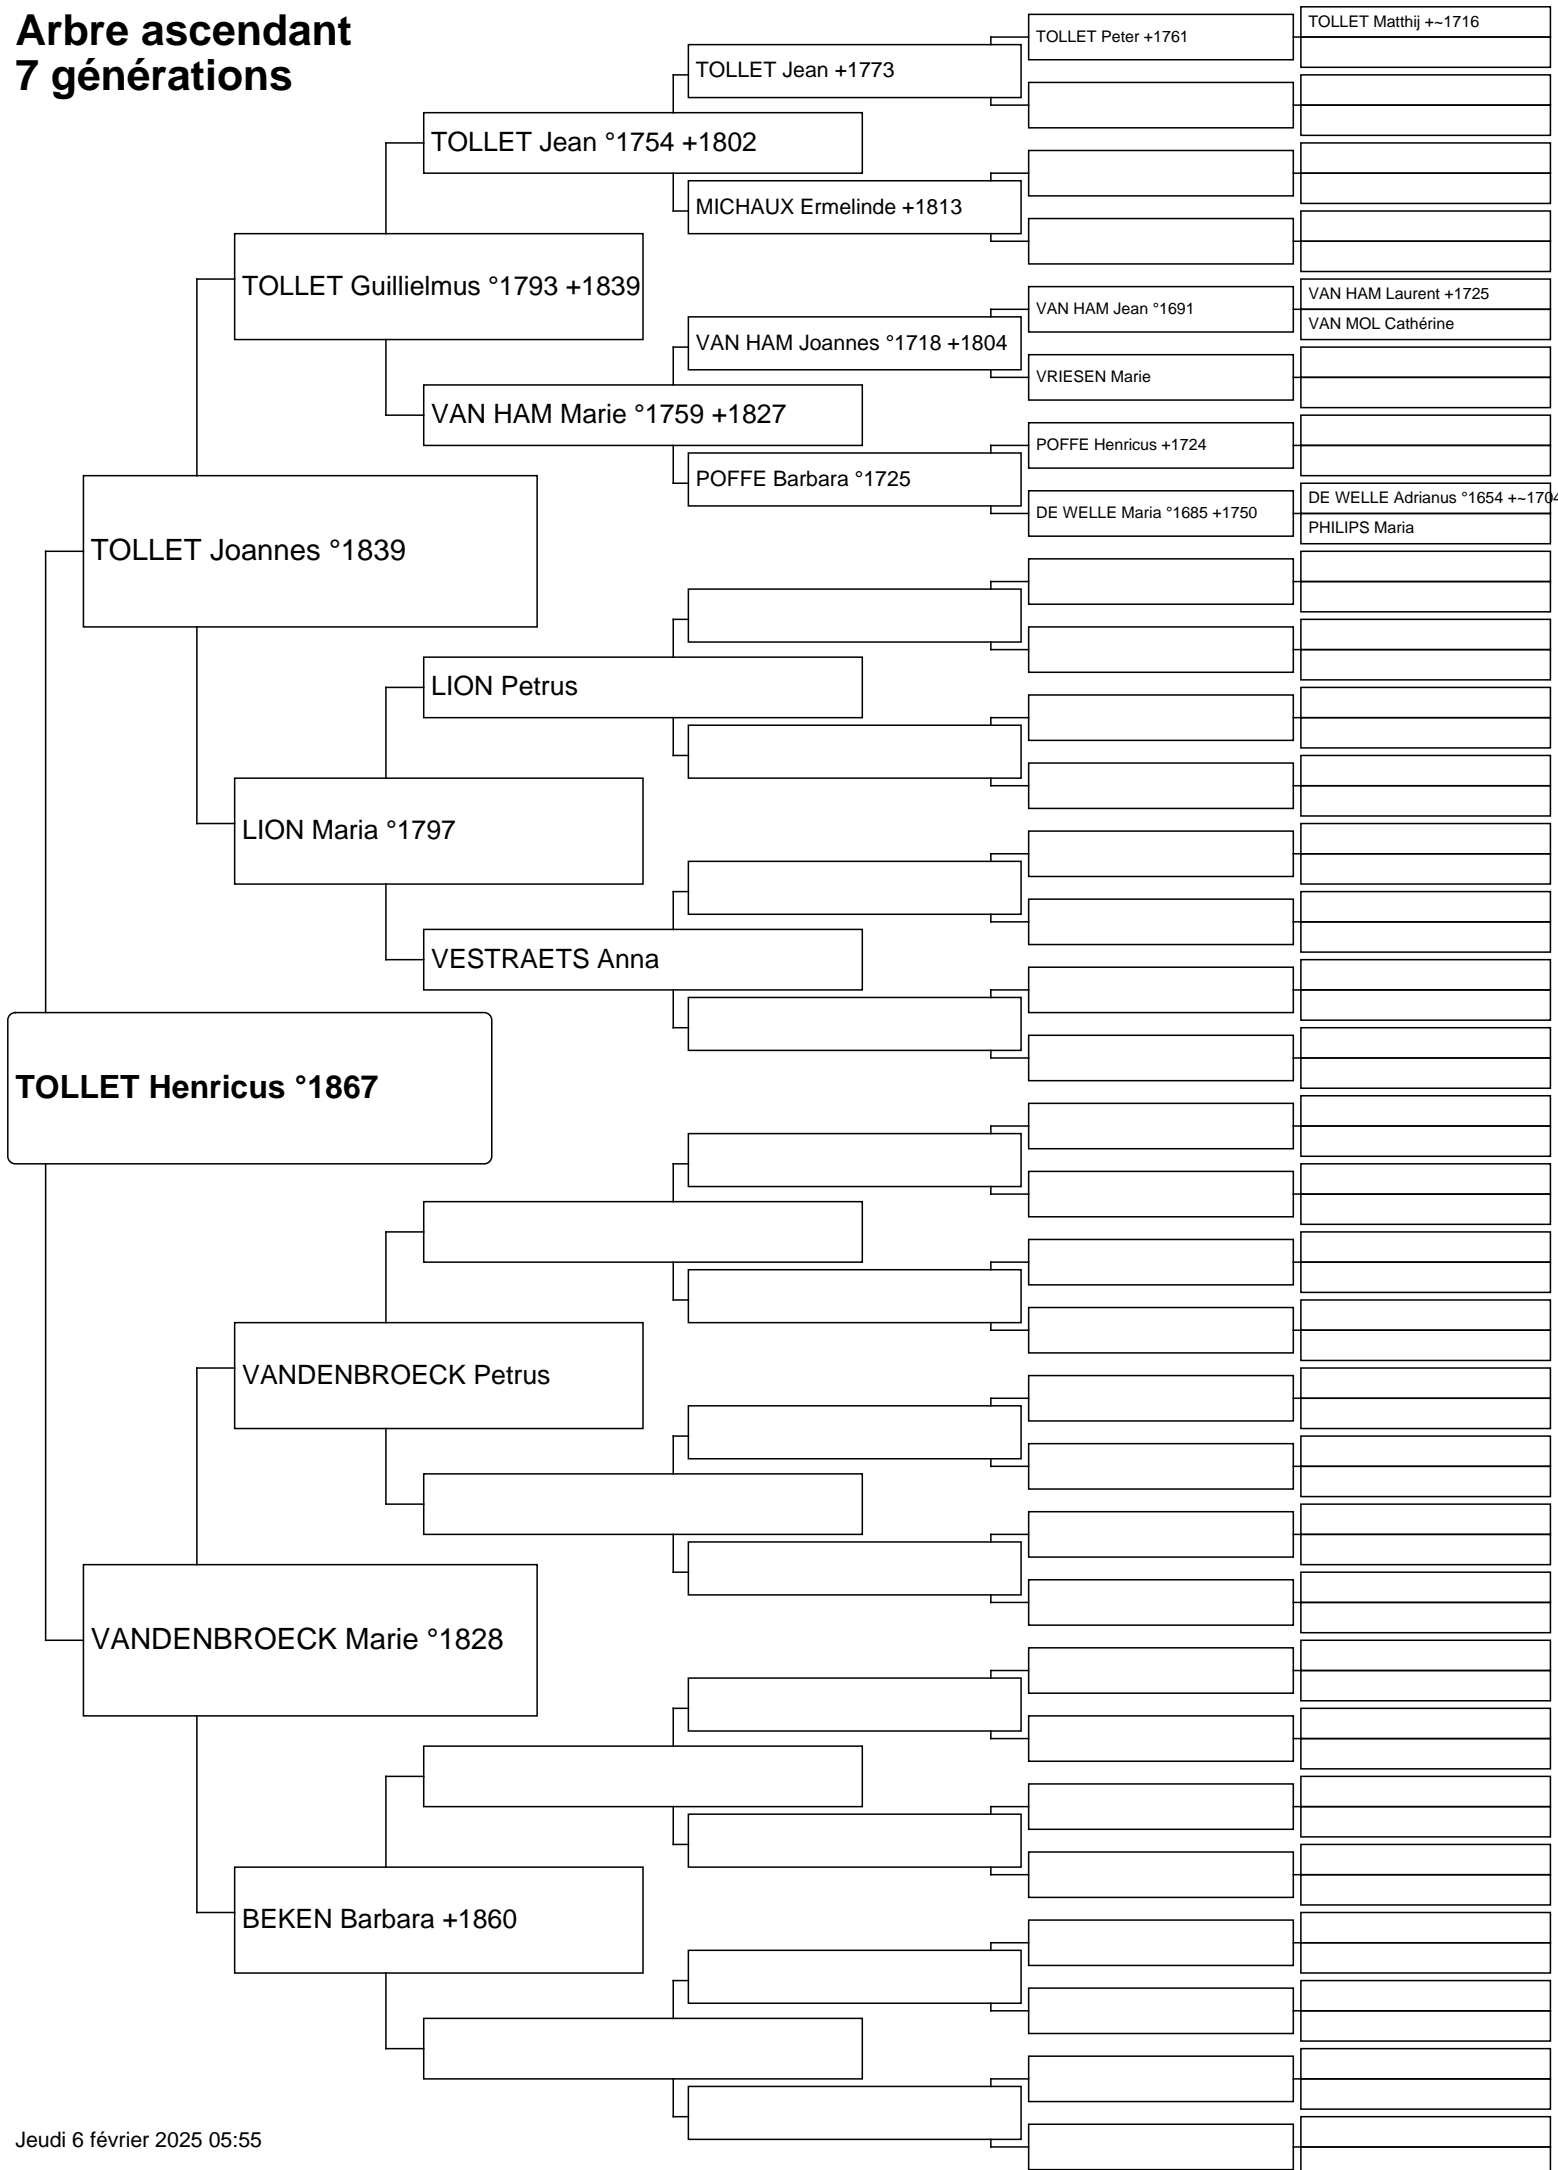 Arbre ascendant
7 générations
TOLLET Matthij +~1716
TOLLET Peter +1761
TOLLET Jean +1773
TOLLET Jean °1754 +1802
MICHAUX Ermelinde +1813
TOLLET Guillielmus °1793 +1839
VAN HAM Laurent +1725
VAN HAM Jean °1691
VAN MOL Cathérine
VAN HAM Joannes °1718 +1804
VRIESEN Marie
VAN HAM Marie °1759 +1827
POFFE Henricus +1724
POFFE Barbara °1725
DE WELLE Adrianus °1654 +~1704
DE WELLE Maria °1685 +1750
PHILIPS Maria
TOLLET Joannes °1839
LION Petrus
LION Maria °1797
VESTRAETS Anna
TOLLET Henricus °1867
VANDENBROECK Petrus
VANDENBROECK Marie °1828
BEKEN Barbara +1860
Jeudi 6 février 2025 05:55